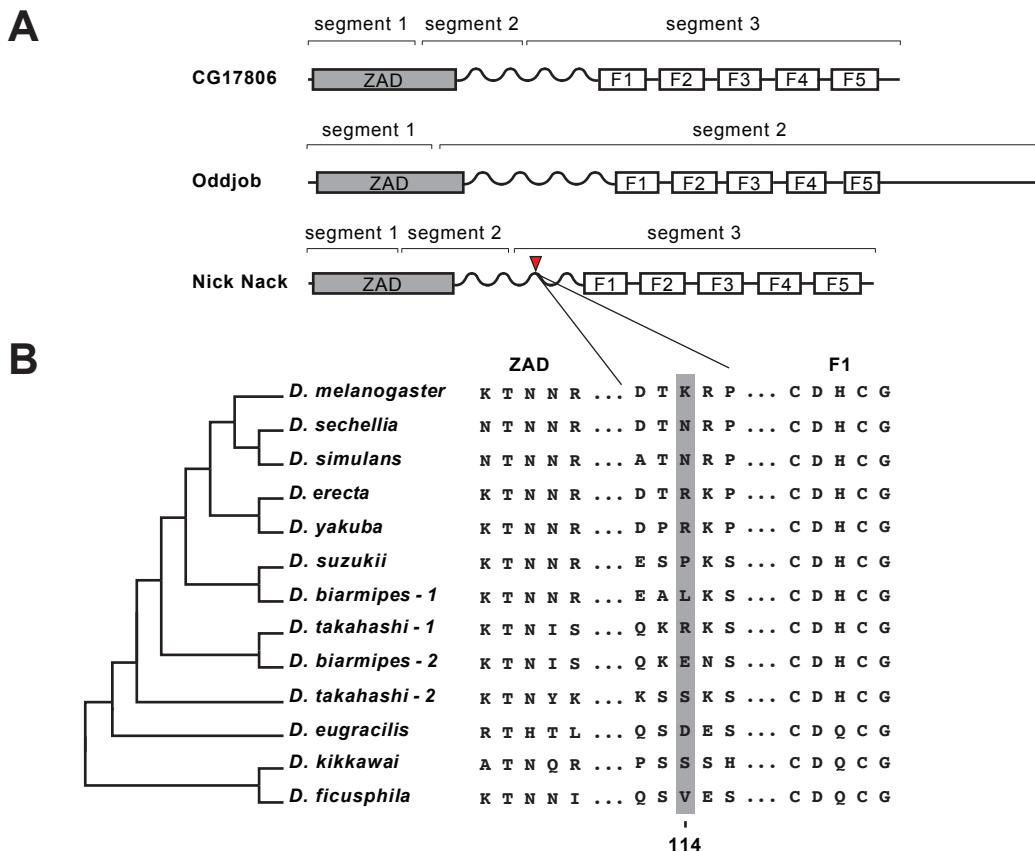 A
segment 1 segment 2 segment 3
CG17806 ZAD F1 F2 F3 F4 F5
segment 1 segment 2
Oddjob ZAD F1 F2 F3 F4 F5
segment 1 segment 2 segment 3
Nick Nack ZAD F1 F2 F3 F4 F5
B
ZAD F1
D. melanogaster K T N N R ... D T K R P ... C D H C G
D. sechellia N T N N R ... D T N R P ... C D H C G
D. simulans N T N N R ... A T N R P ... C D H C G
D. erecta K T N N R ... D T R K P ... C D H C G
D. yakuba K T N N R ... D P R K P ... C D H C G
D. suzukii K T N N R ... E S P K S ... C D H C G
D. biarmipes - 1 K T N N R ... E A L K S ... C D H C G
D. takahashi - 1 K T N I S ... Q K R K S ... C D H C G
D. biarmipes - 2 K T N I S ... Q K E N S ... C D H C G
D. takahashi - 2 K T N Y K ... K S S K S ... C D H C G
D. eugracilis R T H T L ... Q S D E S ... C D Q C G
D. kikkawai A T N Q R ... P S S S H ... C D Q C G
D. ficusphila K T N N I ... Q S V E S ... C D Q C G
114